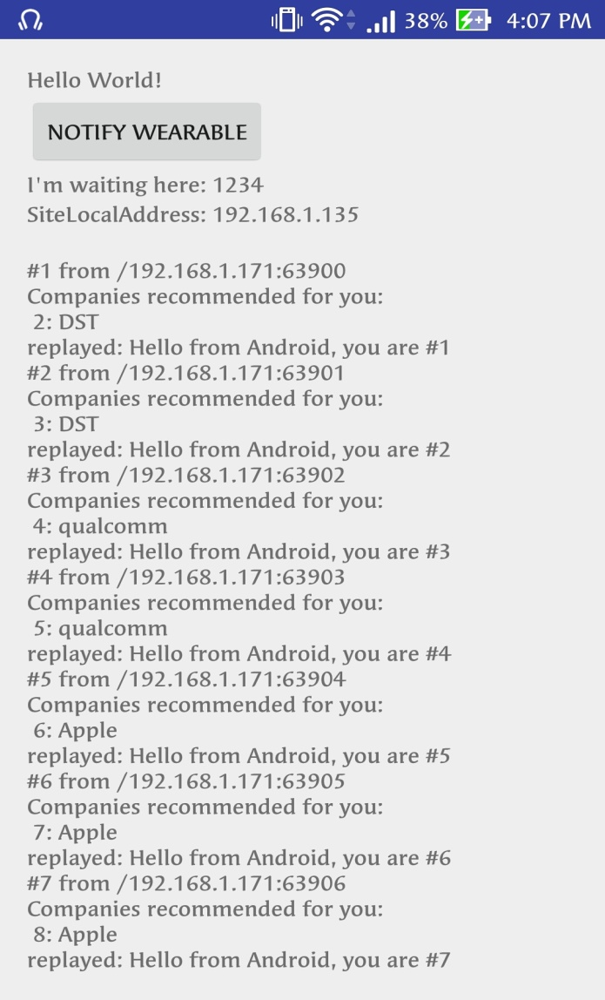 38% 4:07 PM
Hello World!
NOTIFY WEARABLE
I'm waiting here: 1234
SiteLocalAddress: 192.168.1.135
#1 from /192.168.1.171:63900
Companies recommended for you:
2: DST
replayed: Hello from Android, you are #1
#2 from /192.168.1.171:63901
Companies recommended for you:
3: DST
replayed: Hello from Android, you are #2
#3 from /192.168.1.171:63902
Companies recommended for you:
4: qualcomm
replayed: Hello from Android, you are #3
#4 from /192.168.1.171:63903
Companies recommended for you:
5: qualcomm
replayed: Hello from Android, you are #4
#5 from /192.168.1.171:63904
Companies recommended for you:
6: Apple
replayed: Hello from Android, you are #5
#6 from /192.168.1.171:63905
Companies recommended for you:
7: Apple
replayed: Hello from Android, you are #6
#7 from /192.168.1.171:63906
Companies recommended for you:
8: Apple
replayed: Hello from Android, you are #7